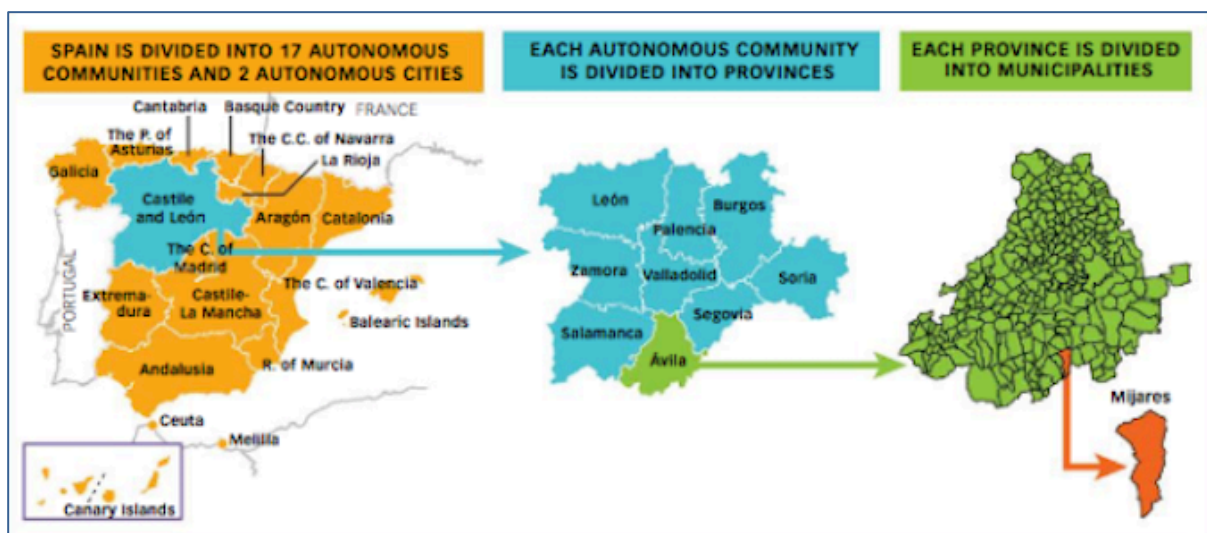 SPAIN IS DIVIDED INTO 17 AUTONOMOUS
COMMUNITIES AND 2 AUTONOMOUS CITIES
Cantabria
Basque Country
FRANCE
The P. of
Asturias
The C.C. of Navarra
La Rioja
Galicia
Castile
and León
Aragón
Catalonia
The C. of
Madrid
PORTUGAL
Extrema-
dura
Castile-
La Mancha
The C. of Valencia
Balearic Islands
Andalusia
R. of Murcia
Ceuta
Melilla
Canary Islands
EACH AUTONOMOUS COMMUNITY
IS DIVIDED INTO PROVINCES
León
Burgos
Palencia
Zamora
Valladolid
Soria
Segovia
Salamanca
Ávila
EACH PROVINCE IS DIVIDED
INTO MUNICIPALITIES
Mijares